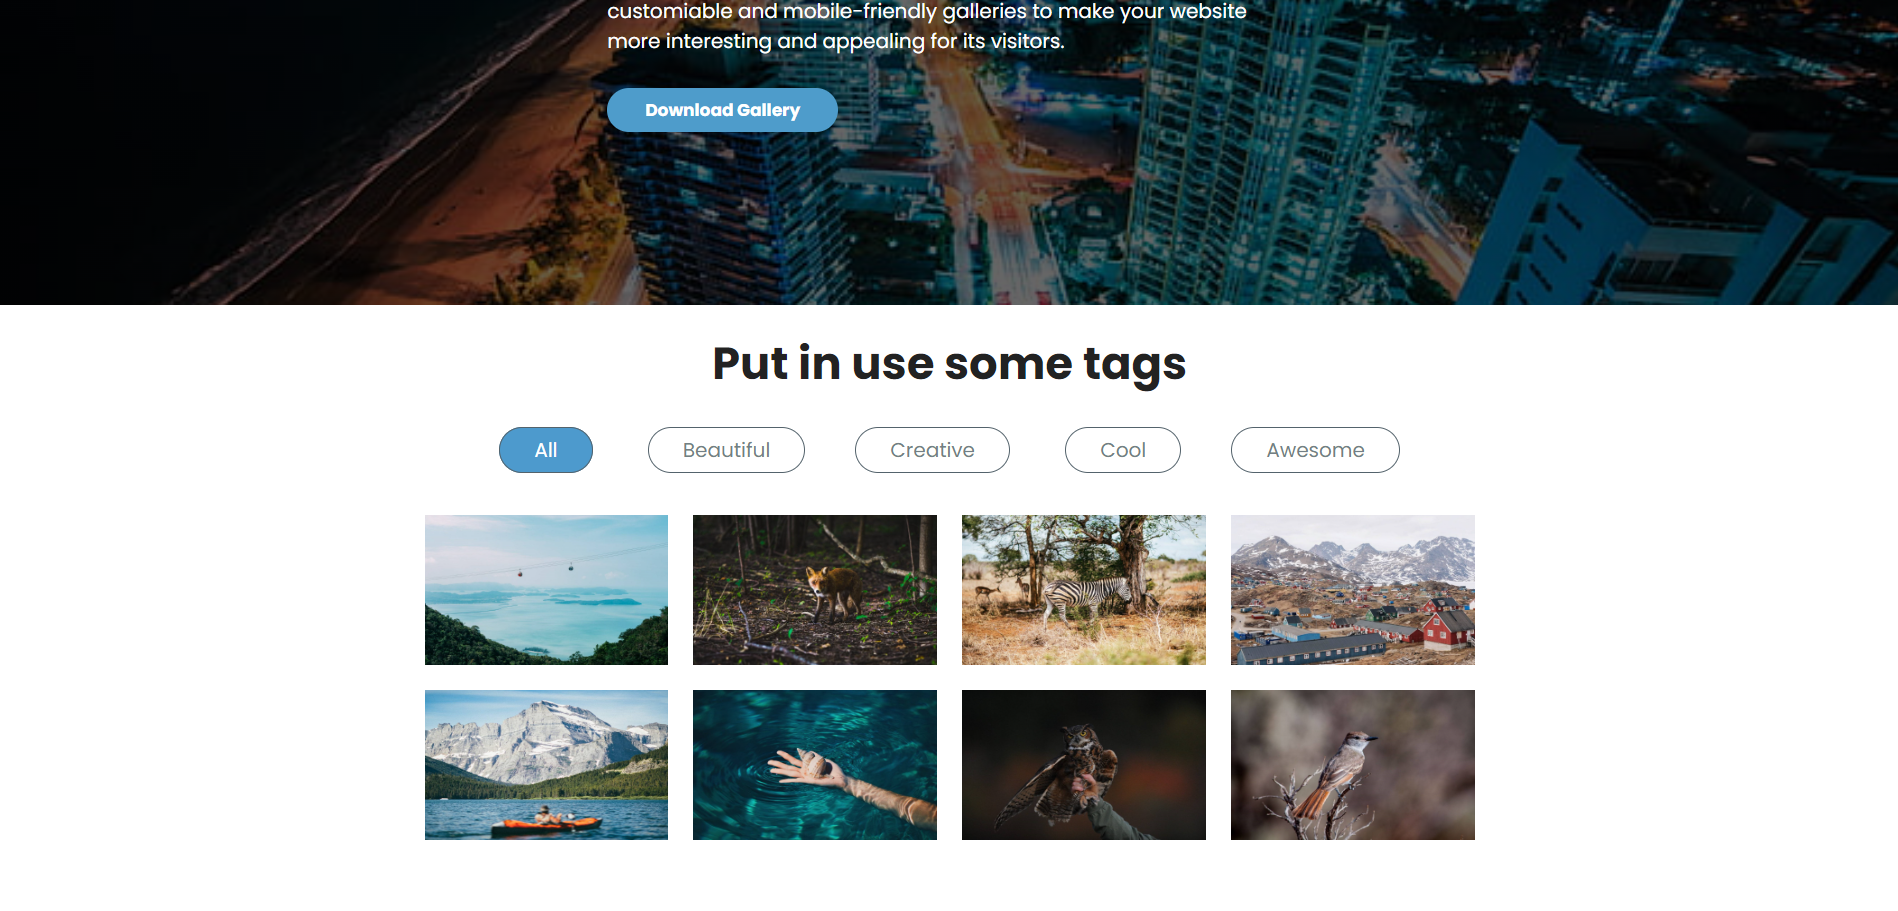 customiable and mobile-friendly galleries to make your website
more interesting and appealing for its visitors.
Download Gallery
Put in use some tags
All
Beautiful
Creative
Cool
Awesome